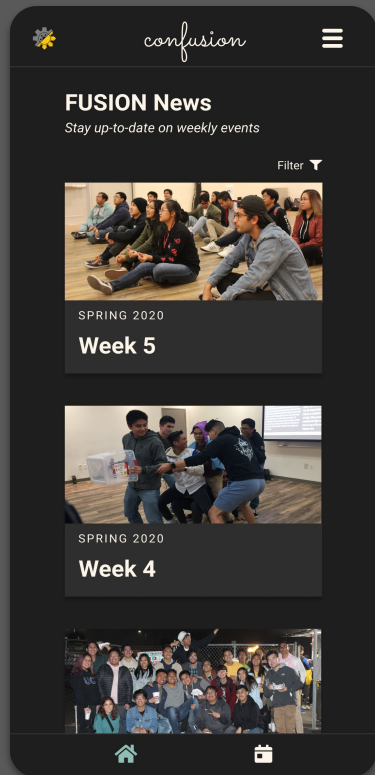 confusion
FUSION News
Stay up-to-date on weekly events
Filter
SPRING 2020
Week 5
SPRING 2020
Week 4